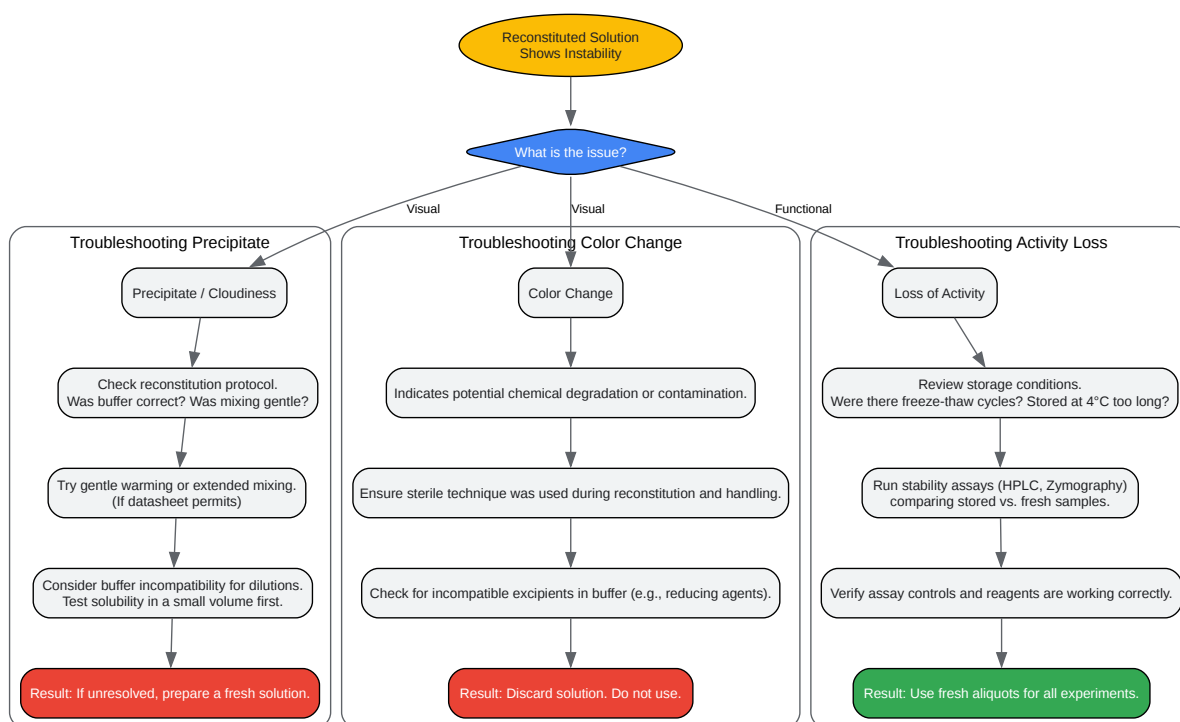 Reconstituted Solution
Shows Instability
What is the issue?
Visual
Visual
Functional
Troubleshooting Precipitate
Precipitate / Cloudiness
Check reconstitution protocol.
Was buffer correct? Was mixing gentle?
Try gentle warming or extended mixing.
(If datasheet permits)
Consider buffer incompatibility for dilutions.
Test solubility in a small volume first.
Result: If unresolved, prepare a fresh solution.
Troubleshooting Color Change
Color Change
Indicates potential chemical degradation or contamination.
Ensure sterile technique was used during reconstitution and handling.
Check for incompatible excipients in buffer (e.g., reducing agents).
Result: Discard solution. Do not use.
Troubleshooting Activity Loss
Loss of Activity
Review storage conditions.
Were there freeze-thaw cycles? Stored at 4°C too long?
Run stability assays (HPLC, Zymography)
comparing stored vs. fresh samples.
Verify assay controls and reagents are working correctly.
Result: Use fresh aliquots for all experiments.